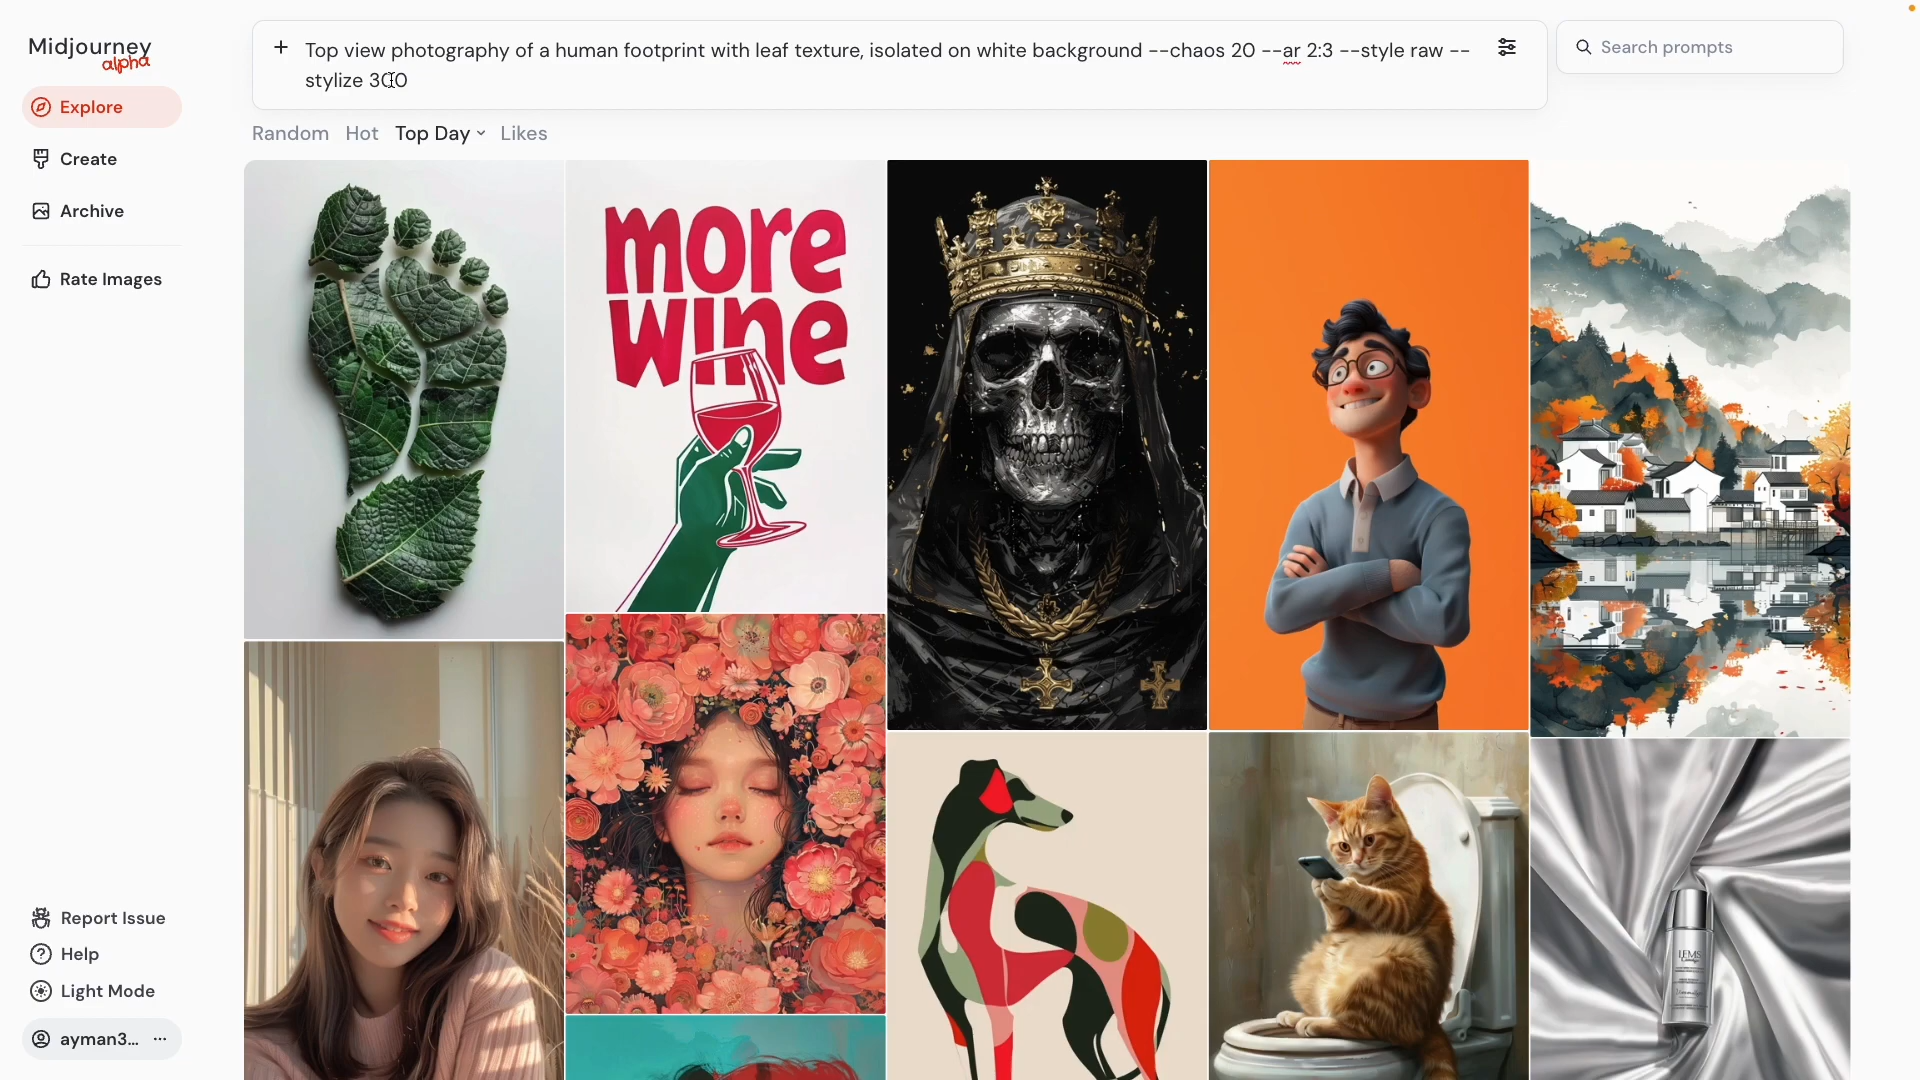 Midjourney
alpha
Top view photography of a human footprint with leaf texture, isolated on white background --chaos 20 --ar 2:3 --style raw --
stylize 300
Search prompts
Explore
Create
Archive
Rate Images
Random Hot Top Day Likes
more
wine
Report Issue
Help
Light Mode
ayman3...